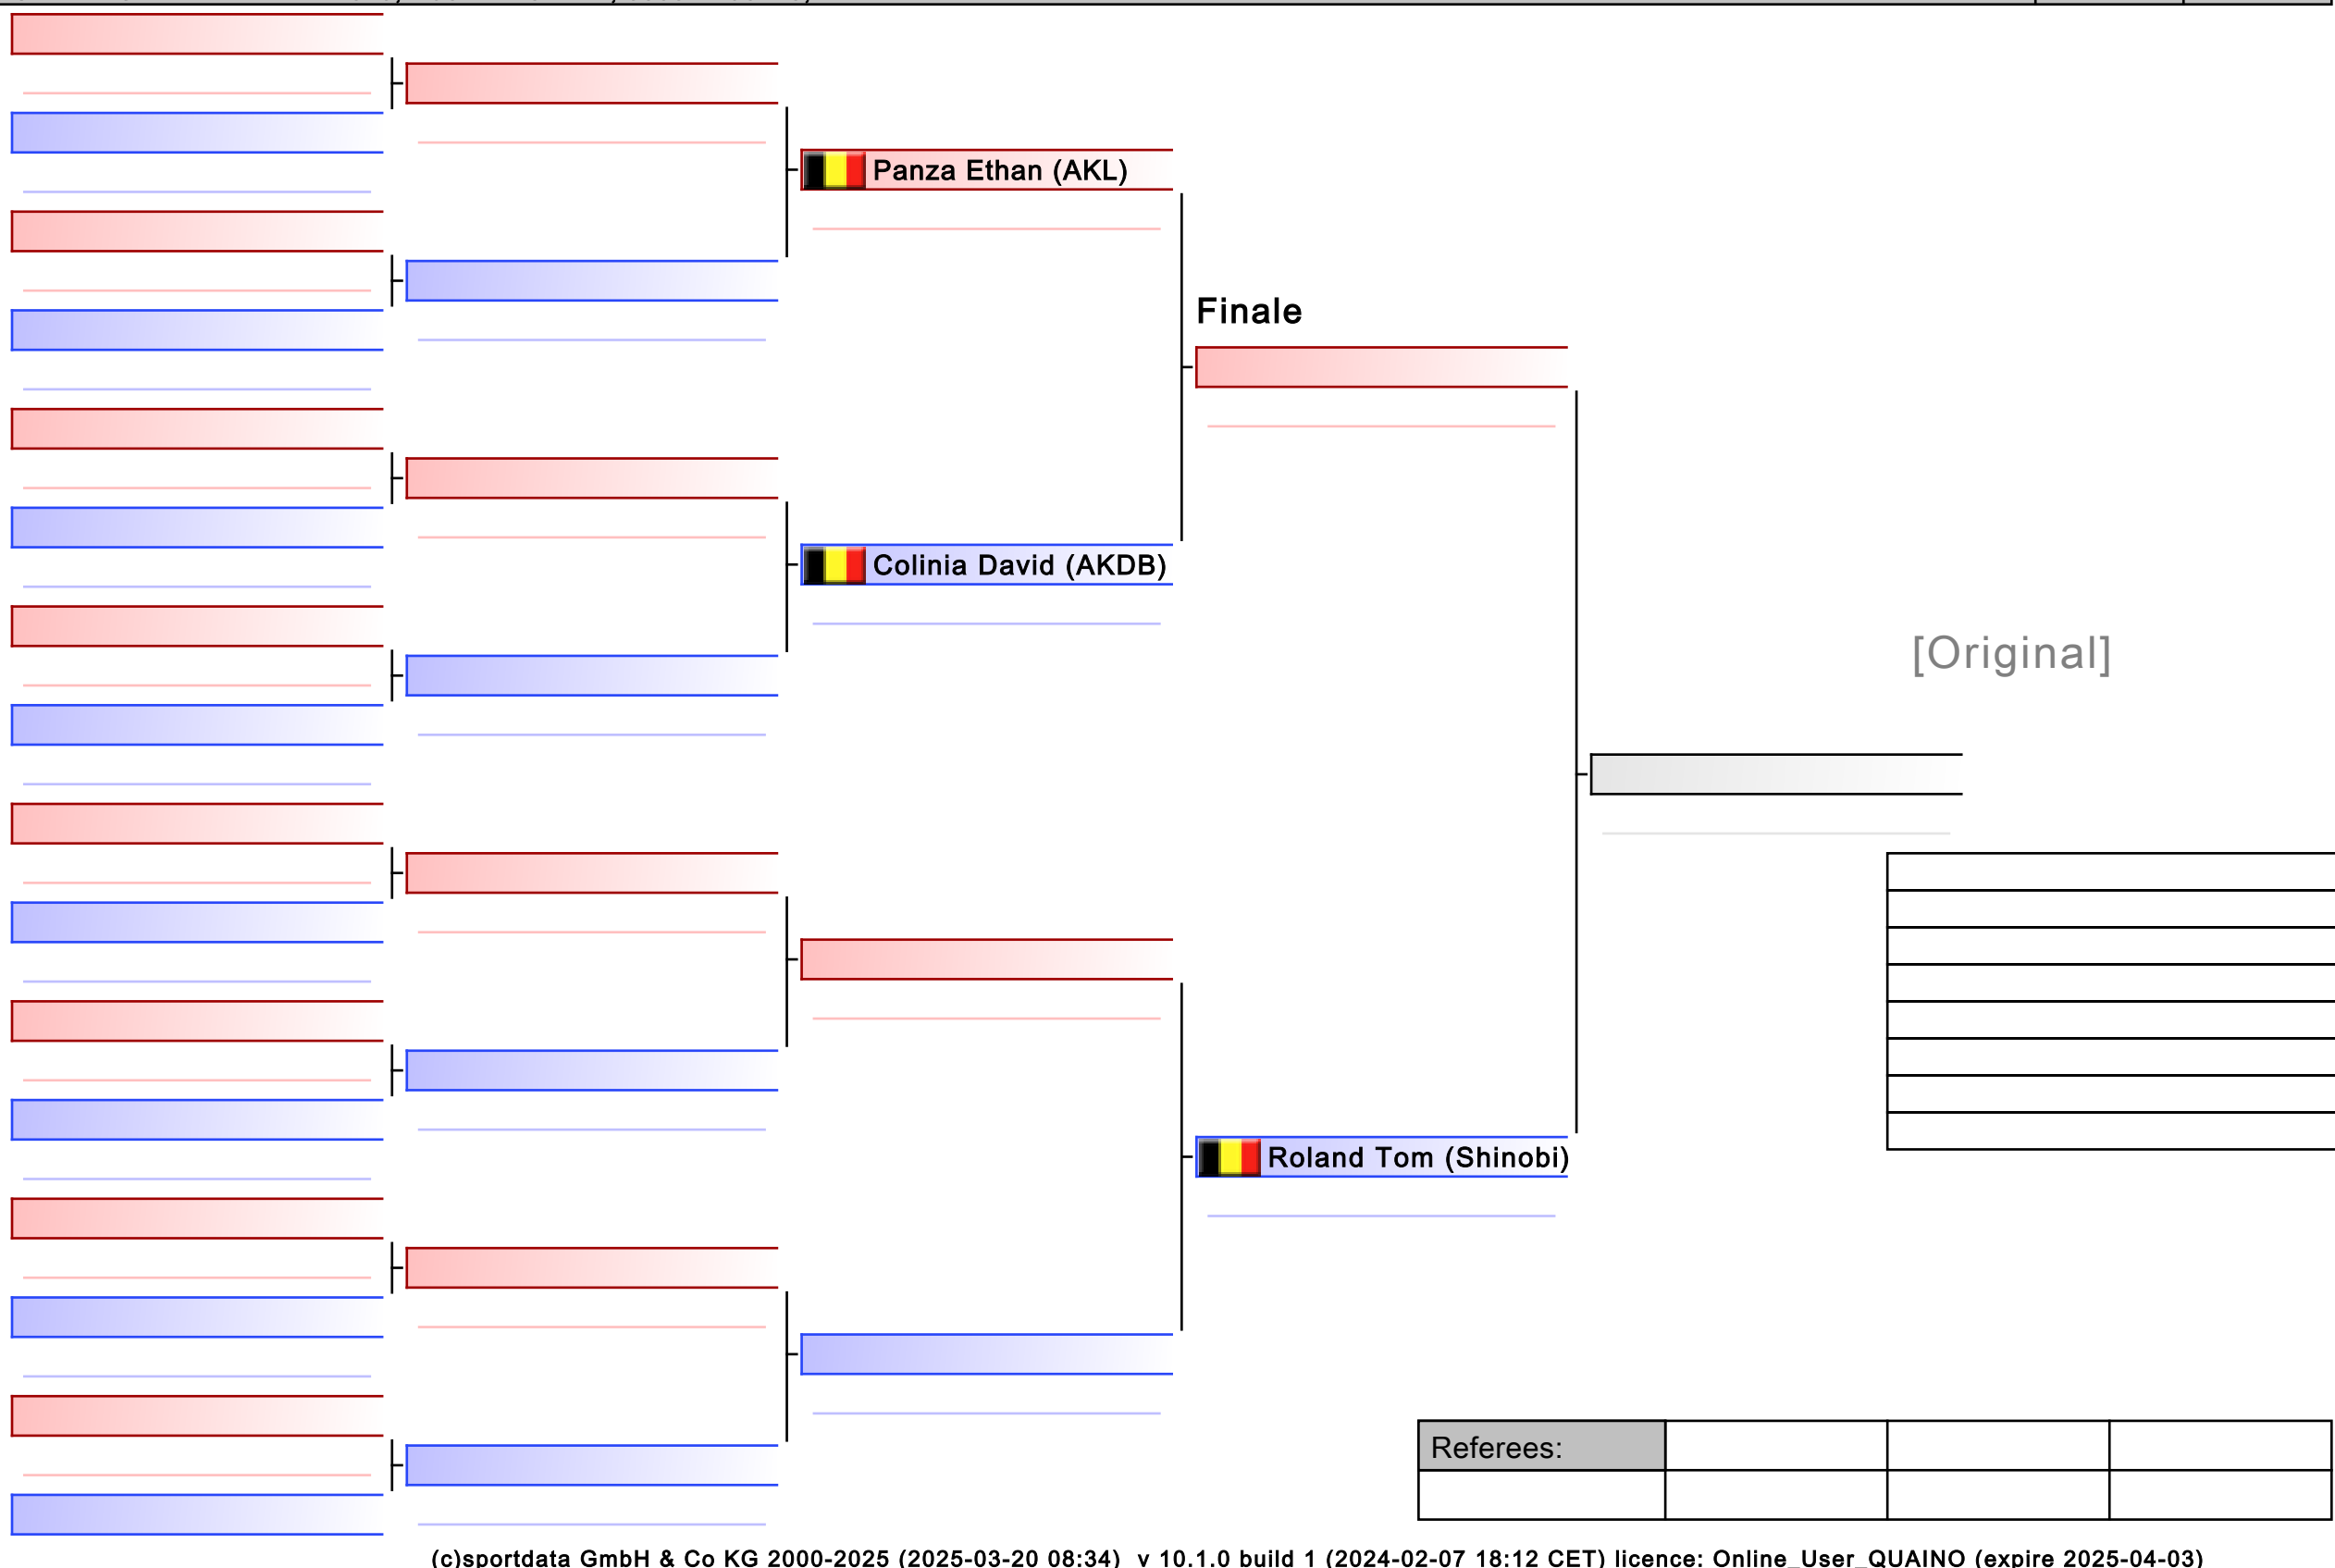 Panza Ethan (AKL)
Finale
Colinia David (AKDB)
[Original]
Roland Tom (Shinobi)
Referees:
(c)sportdata GmbH & Co KG 2000-2025 (2025-03-20 08:34) v 10.1.0 build 1 (2024-02-07 18:12 CET) licence: Online_User_QUAINO (expire 2025-04-03)